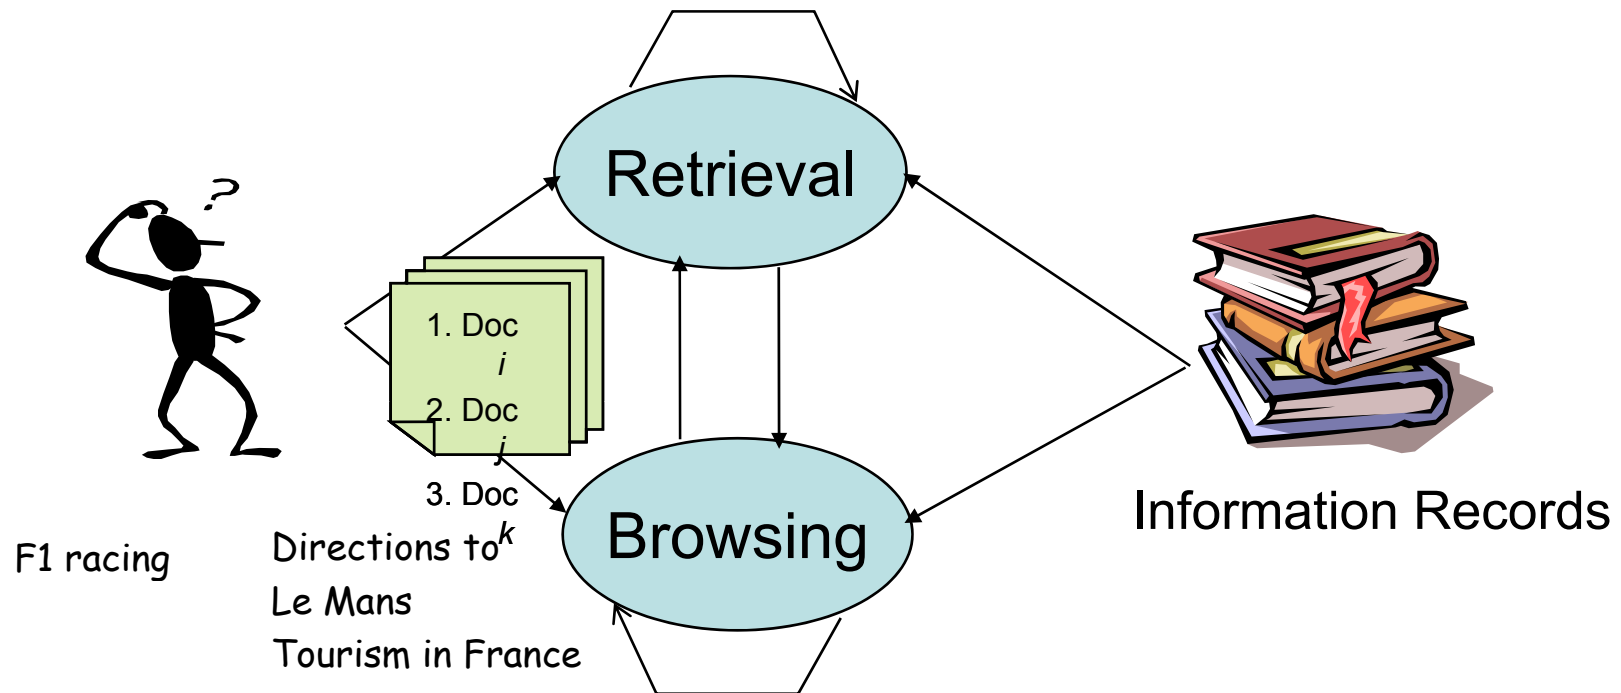 Retrieval
?
1. Doc
i
2. Doc
j
3. Doc
k
Browsing
Information Records
F1 racing
Directions to
Le Mans
Tourism in France